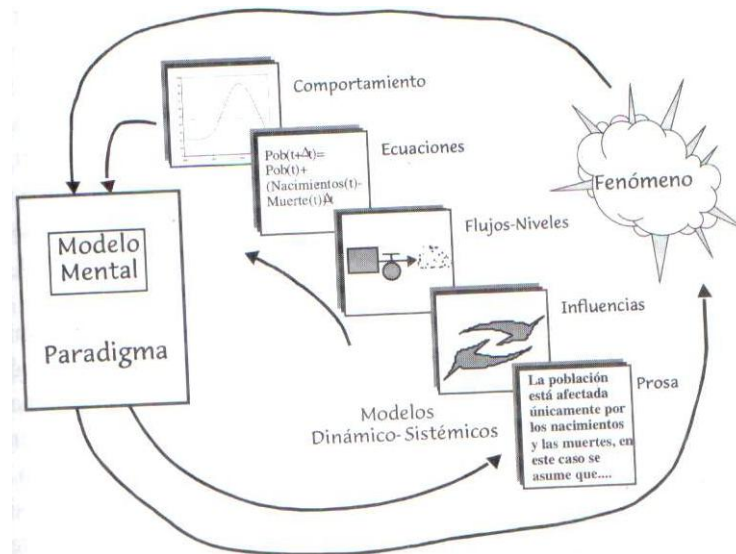 Comportamiento
Ecuaciones
Pob(t+Δt)=
Pob(t)+
(Nacimientos(t)-
Muerte(t))Δt
Fenómeno
Flujos-Niveles
Modelo
Mental
Paradigma
Influencias
Prosa
La población
está afectada
únicamente por
los nacimientos
y las muertes, en
este caso se
asume que....
Modelos
Dinámico-Sistémicos